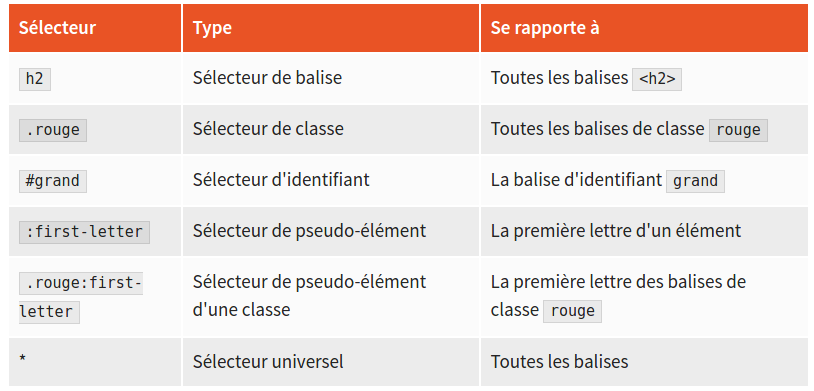 Sélecteur Type Se rapporte à
h2 Sélecteur de balise Toutes les balises <h2>
.rouge Sélecteur de classe Toutes les balises de classe rouge
#grand Sélecteur d'identifiant La balise d'identifiant grand
:first-letter Sélecteur de pseudo-élément La première lettre d'un élément
.rouge:first- Sélecteur de pseudo-élément La première lettre des balises de
letter d'une classe classe rouge
* Sélecteur universel Toutes les balises